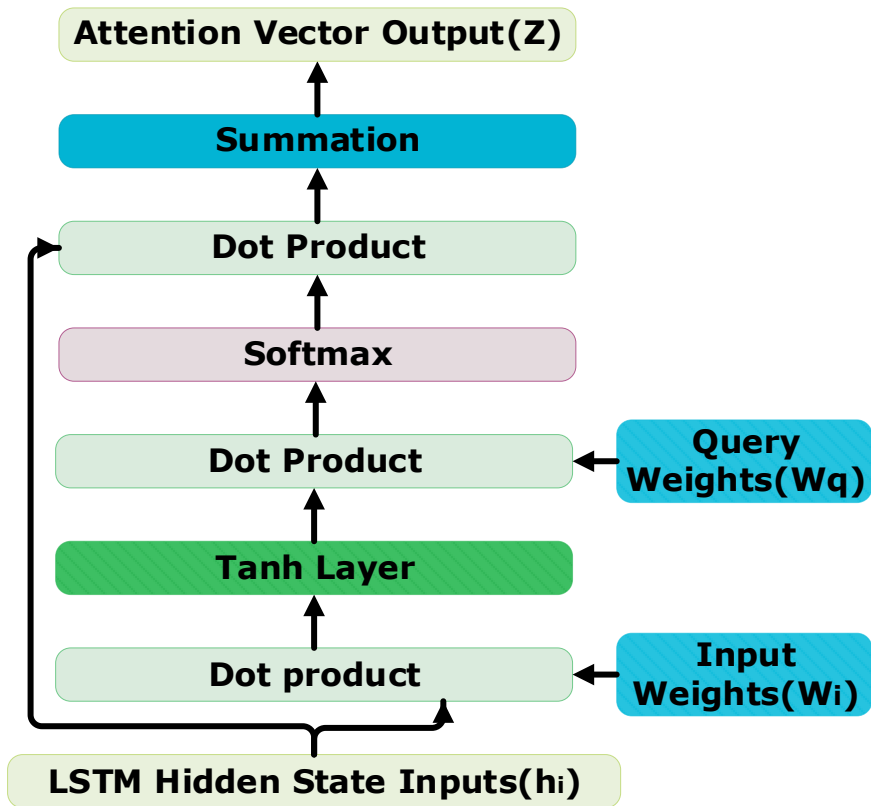 Attention Vector Output(Z)
Summation
Dot Product
Softmax
Dot Product
Query
Weights(Wq)
Tanh Layer
Dot product
Input
Weights(Wi)
LSTM Hidden State Inputs(hi)